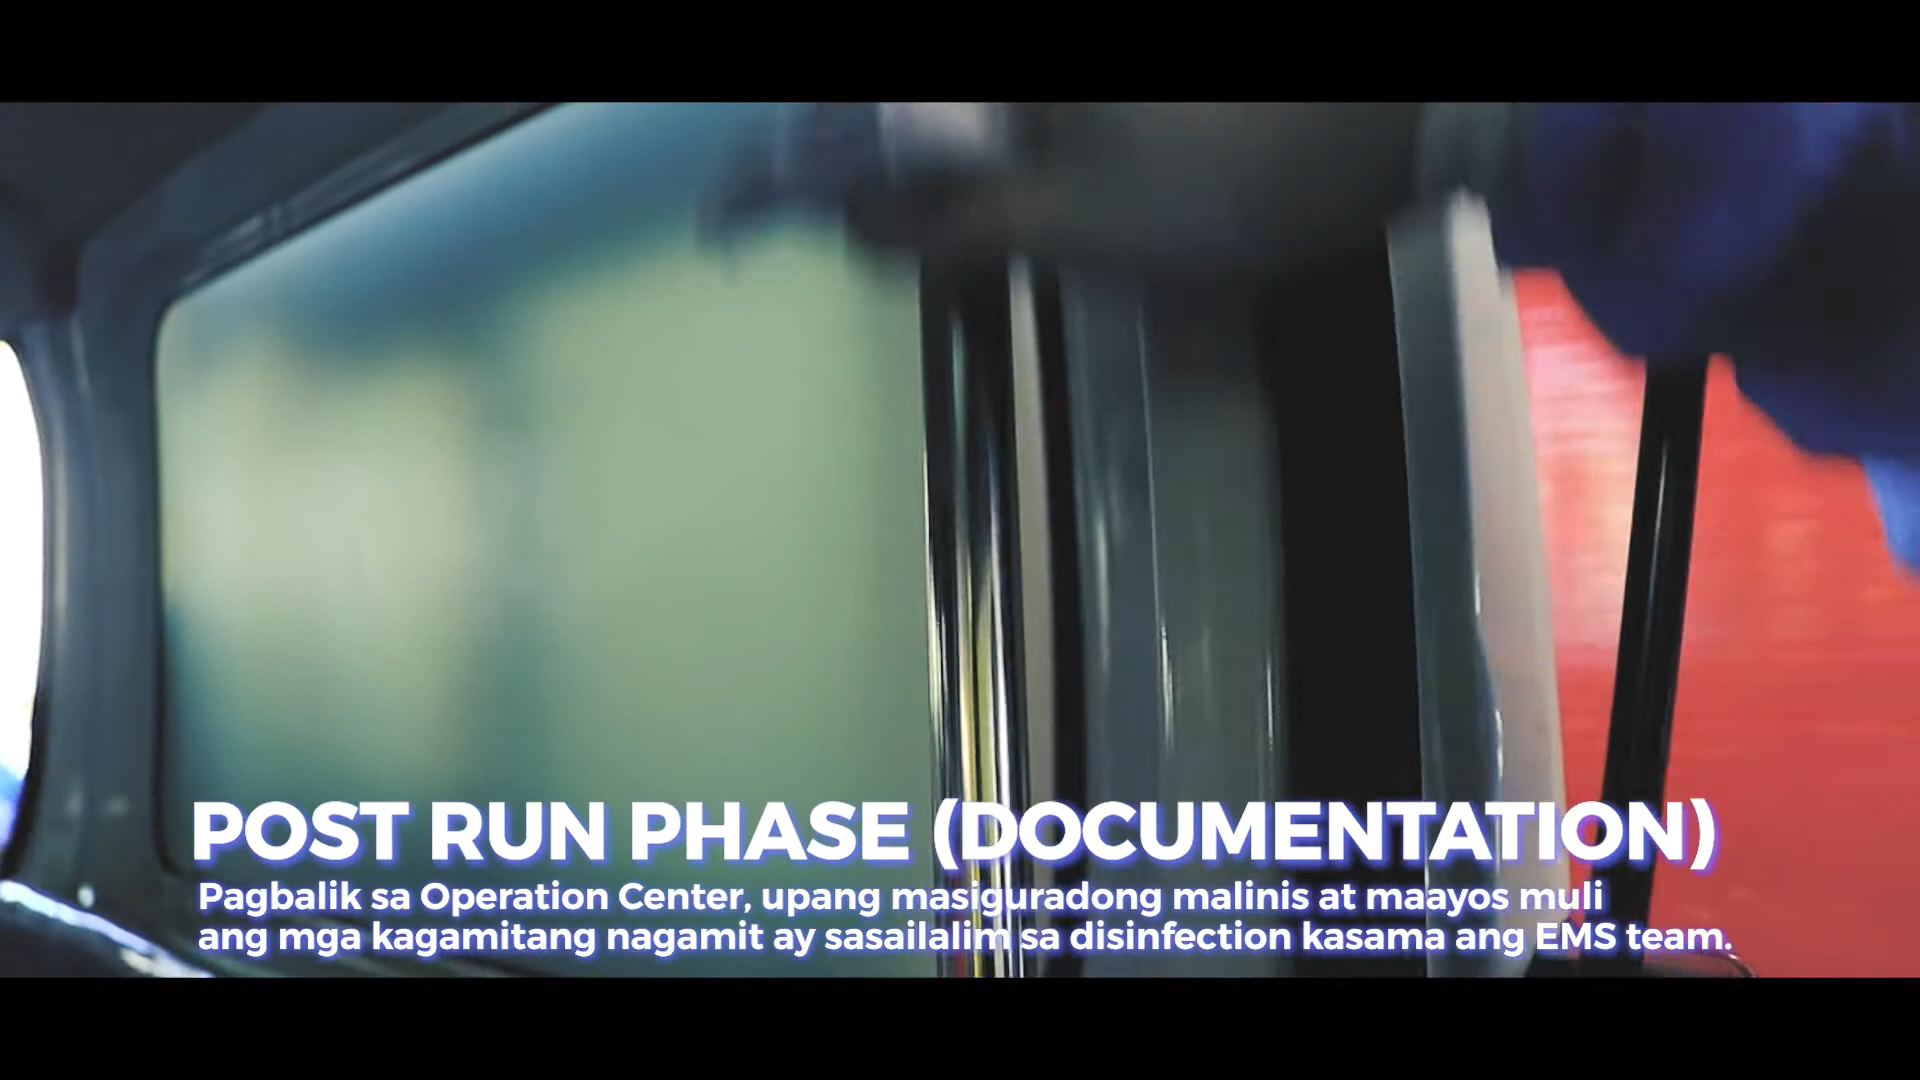 POST RUN PHASE (DOCUMENTATION)
Pagbalik sa Operation Center, upang masiguradong malinis at maayos muli
ang mga kagamitang nagamit ay sasailalim sa disinfection kasama ang EMS team.